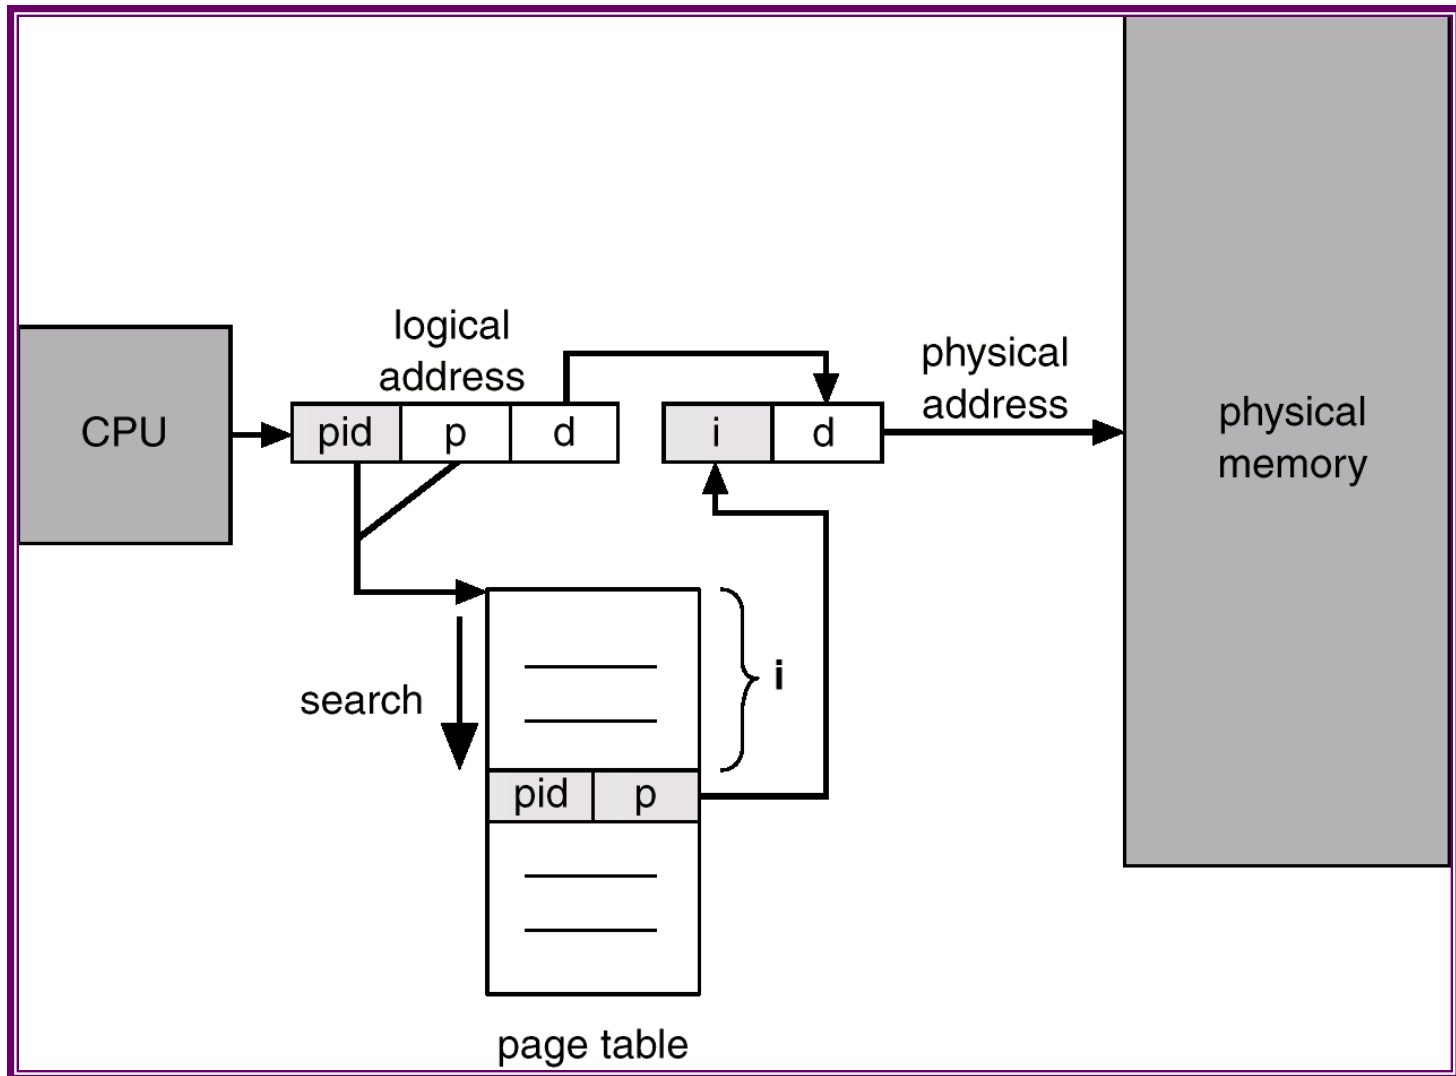 logical
address
physical
address
CPU
pid p d
i d
physical
memory
search
i
pid p
page table